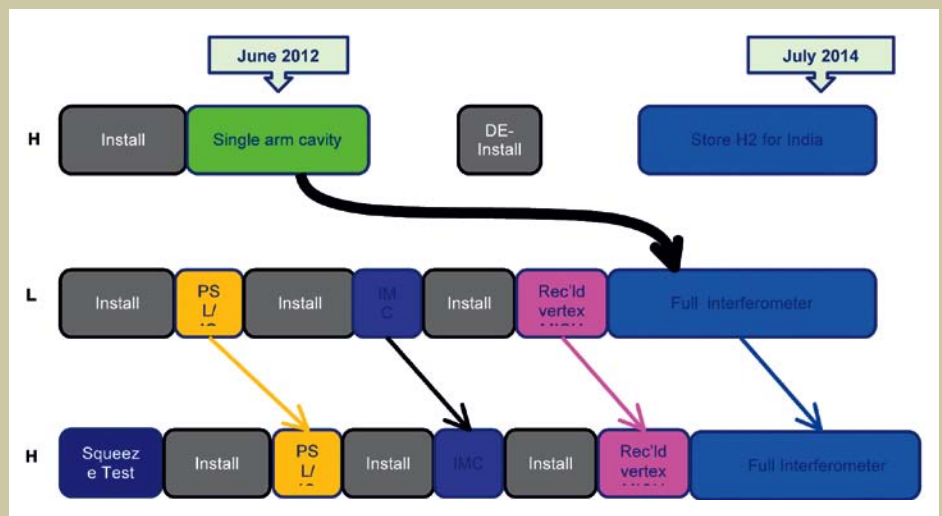 June 2012
July 2014
H
Install
Single arm cavity
DE-
Install
Store H2 for India
L
Install
PS
L/
Install
IM
C
Install
Rec'ld
vertex
Full interferometer
H
Squeez
e Test
Install
PS
L/
Install
IMC
Install
Rec'ld
vertex
Full Interferometer